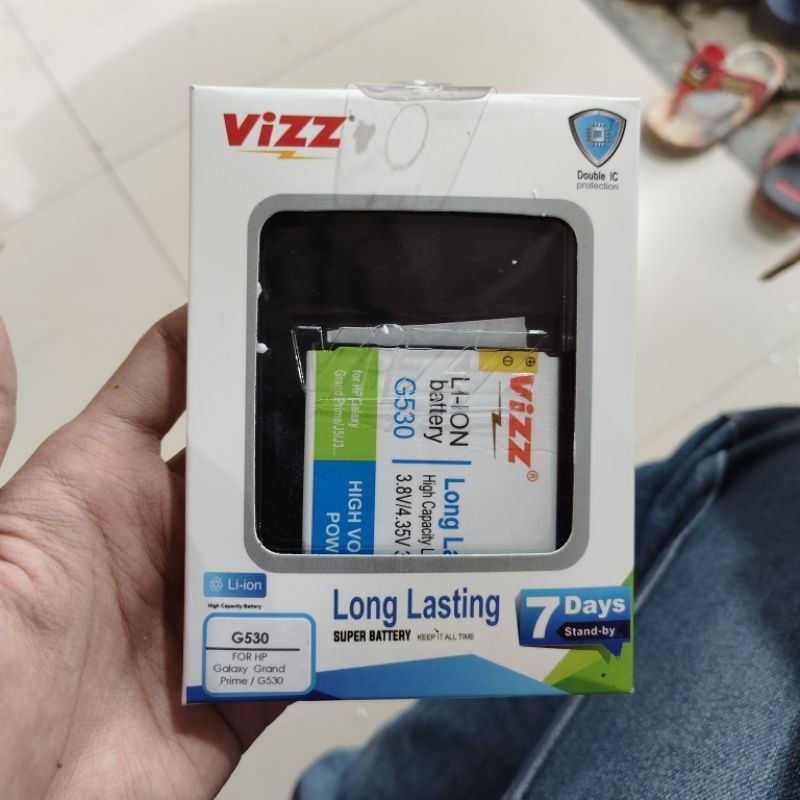 ViZZ®
Double IC
protection
ViZZ®
Li-ION
battery
G530
for HP Galaxy
Grand Prime/J5/J3...
Long La
High Capacity L
3.8V/4.35V
HIGH VO
POW
Li-ion
High Capacity Battery
G530
FOR HP
Galaxy Grand
Prime / G530
Long Lasting
SUPER BATTERY KEEP IT ALL TIME
7 Days
Stand-by